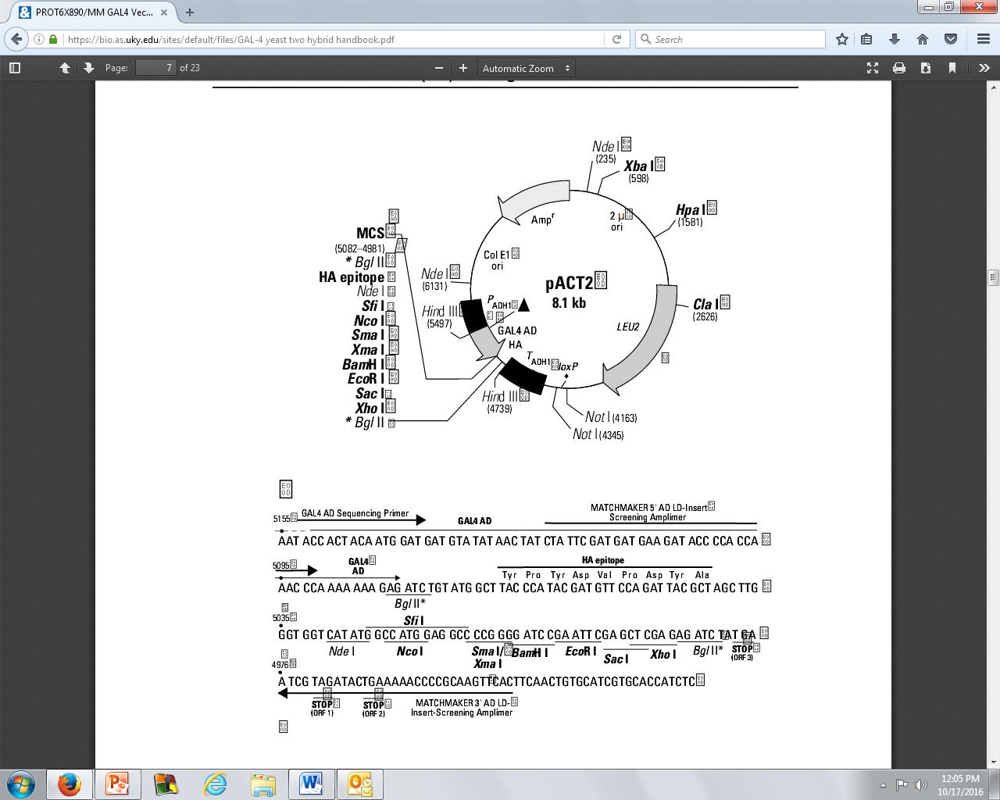 PROT6X890/MM GAL4 Vec...
https://bio.as.uky.edu/sites/default/files/GAL-4 yeast two hybrid handbook.pdf
Search
Page: 7 of 23
Automatic Zoom
Nde I
(235)
Xba I
(598)
Hpa I
(1581)
Cla I
(2626)
2 µ
ori
Ampr
Col E1
ori
MCS
(5082–4981)
* Bgl II
HA epitope
Nde I
Sfi I
Nco I
Sma I
Xma I
BamH I
EcoR I
Sac I
Xho I
* Bgl II
Nde I
(6131)
Hind III
(5497)
PADH1
GAL4 AD
HA
TADH1
loxP
pACT2
8.1 kb
LEU2
Hind III
(4739)
Not I (4163)
Not I (4345)
5155
GAL4 AD Sequencing Primer
GAL4 AD
MATCHMAKER 5' AD LD-Insert
Screening Amplimer
AAT ACC ACT ACA ATG GAT GAT GTA TAT AAC TAT CTA TTC GAT GAT GAA GAT ACC CCA CCA
5095
GAL4
AD
HA epitope
Tyr Pro Tyr Asp Val Pro Asp Tyr Ala
AAC CCA AAA AAA GAG ATC TGT ATG GCT TAC CCA TAC GAT GTT CCA GAT TAC GCT AGC TTG
Bgl II*
5035
Sfi I
GGT GGT CAT ATG GCC ATG GAG GCC CCG GGG ATC CGA ATT CGA GCT CGA GAG ATC TAT GA
Nde I
Nco I
Sma I/
Xma I
BamH I
EcoR I
Sac I
Xho I
Bgl II*
STOP
(ORF 3)
4976
A TCG TAGATACTGAAAAACCCCGCAAGTTCACTTCAACTGTGCATCGTGCACCATCTC
STOP
(ORF 1)
STOP
(ORF 2)
MATCHMAKER 3' AD LD-
Insert-Screening Amplimer
12:05 PM
10/17/2016